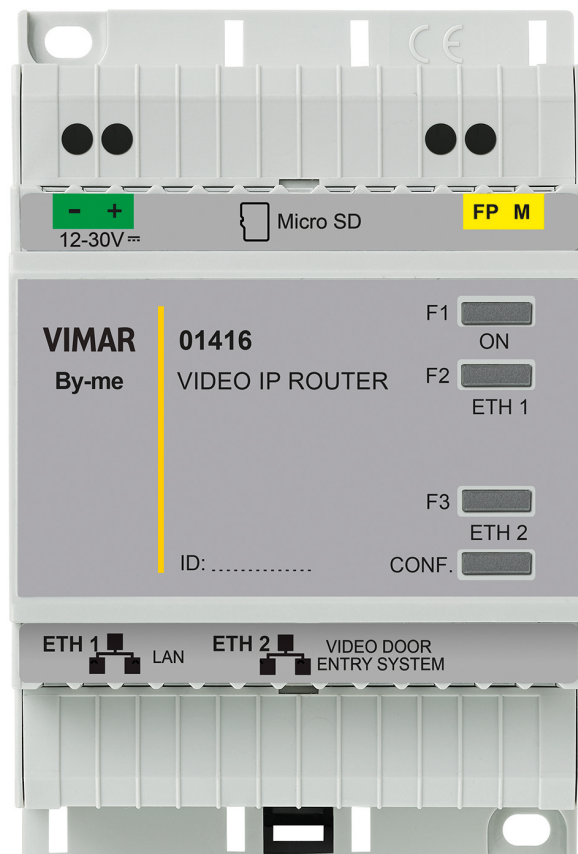 CE
- +
FP M
12-30V
Micro SD
F1
ON
VIMAR
01416
By-me
VIDEO IP ROUTER
F2
ETH 1
F3
ETH 2
ID: ..............
CONF.
ETH 1
LAN
ETH 2
VIDEO DOOR
ENTRY SYSTEM